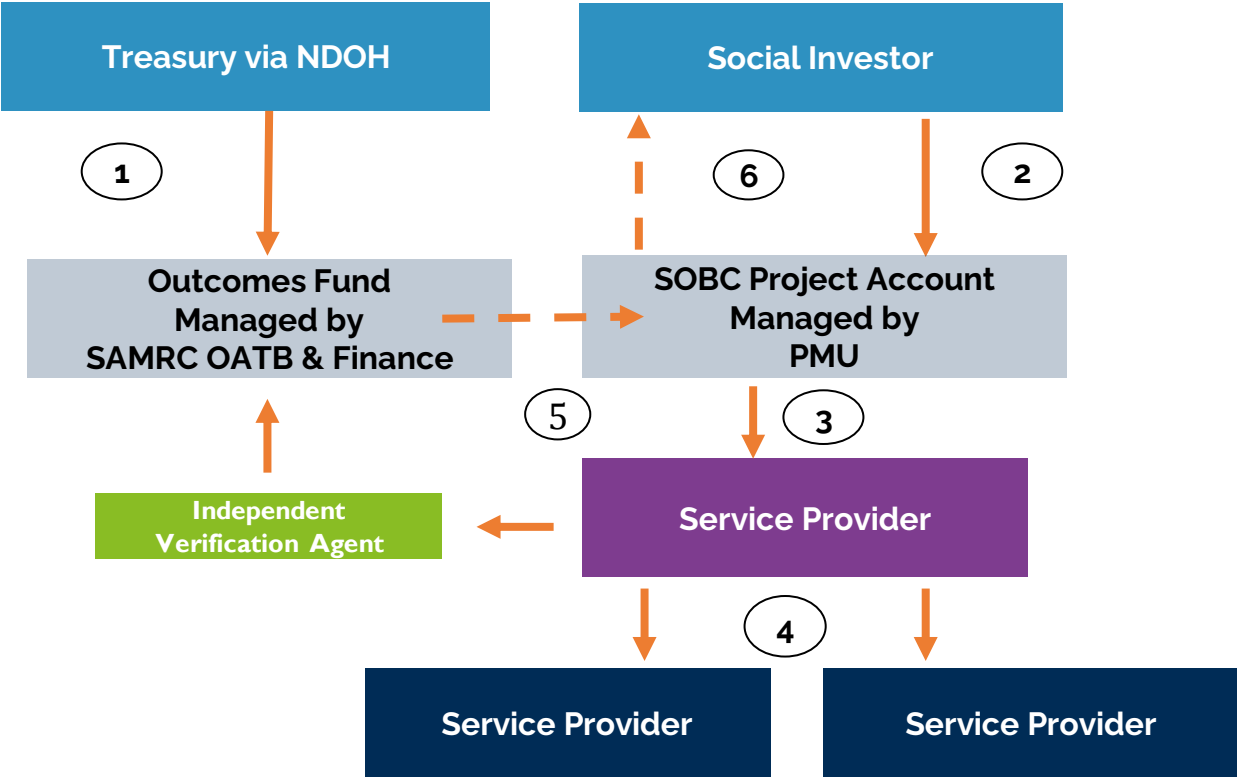 Treasury via NDOH
Social Investor
1
6
2
Outcomes Fund
Managed by
SAMRC OATB & Finance
SOBC Project Account
Managed by
PMU
5
3
Independent
Verification Agent
Service Provider
4
Service Provider
Service Provider